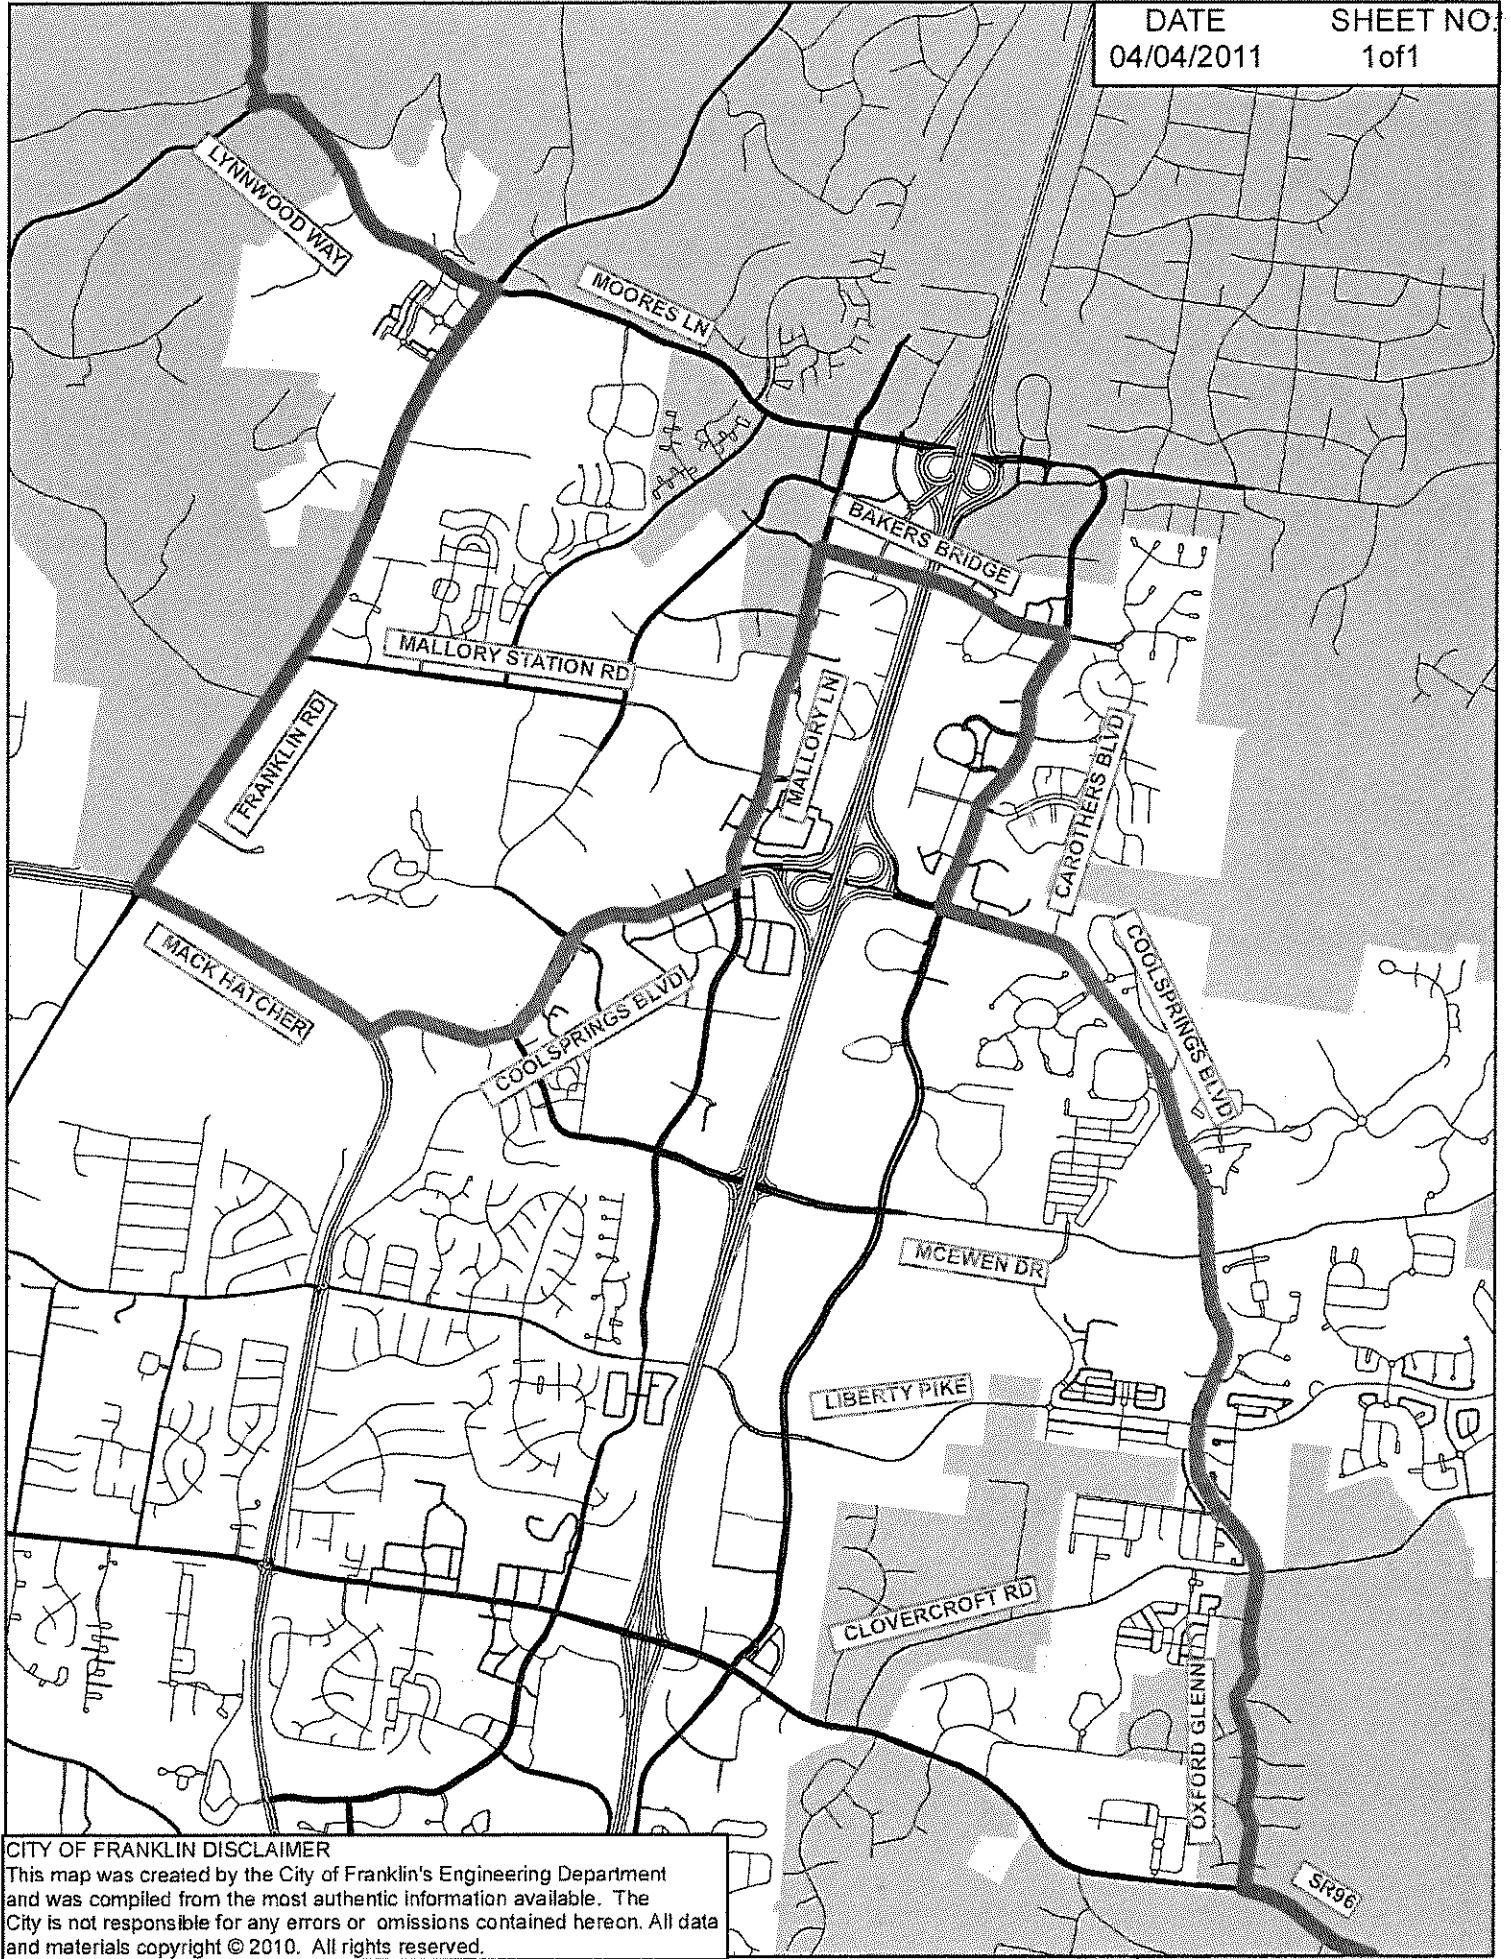 DATE SHEET NO:
04/04/2011 1of1
LYNNWOOD WAY
MOORES LN
BAKERS BRIDGE
MALLORY STATION RD
MALLORY LN
FRANKLIN RD
CAROTHERS BLVD
MACK HATCHER
COOLSPRINGS BLVD
COOLSPRINGS BLVD
MCEWEN DR
LIBERTY PIKE
CLOVERCROFT RD
OXFORD GLENN D
SR96
CITY OF FRANKLIN DISCLAIMER
This map was created by the City of Franklin's Engineering Department
and was compiled from the most authentic information available. The
City is not responsible for any errors or omissions contained hereon. All data
and materials copyright © 2010. All rights reserved.